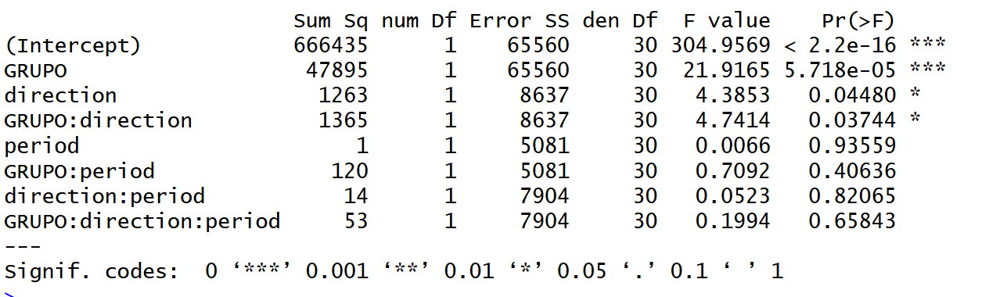 Sum Sq num Df Error SS den Df  F value    Pr(>F)    
(Intercept)            666435      1    65560     30 304.9569 < 2.2e-16 ***
GRUPO                   47895      1    65560     30  21.9165 5.718e-05 ***
direction                1263      1     8637     30   4.3853   0.04480 *  
GRUPO:direction          1365      1     8637     30   4.7414   0.03744 *  
period                      1      1     5081     30   0.0066   0.93559    
GRUPO:period              120      1     5081     30   0.7092   0.40636    
direction:period           14      1     7904     30   0.0523   0.82065    
GRUPO:direction:period     53      1     7904     30   0.1994   0.65843    
---
Signif. codes:  0 ‘***’ 0.001 ‘**’ 0.01 ‘*’ 0.05 ‘.’ 0.1 ‘ ’ 1
>